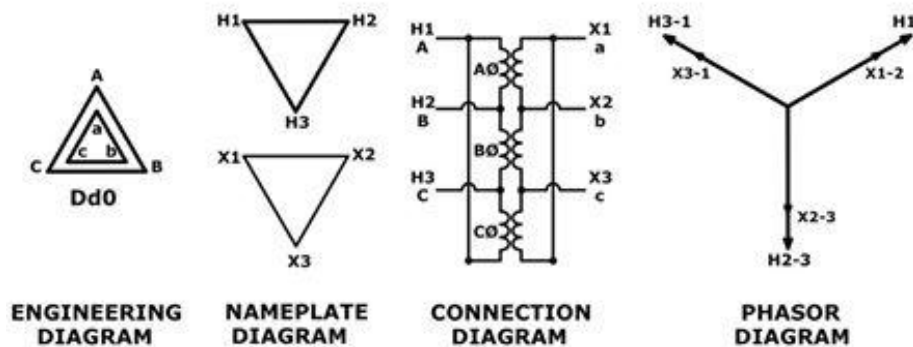 A
a
c b
C B
Dd0
ENGINEERING
DIAGRAM
H1 H2
H3
X1 X2
X3
NAMEPLATE
DIAGRAM
H1 X1
A a
AØ
H2 X2
B b
BØ
H3 X3
C c
CØ
CONNECTION
DIAGRAM
H3-1 H1
X3-1 X1-2
X2-3
H2-3
PHASOR
DIAGRAM